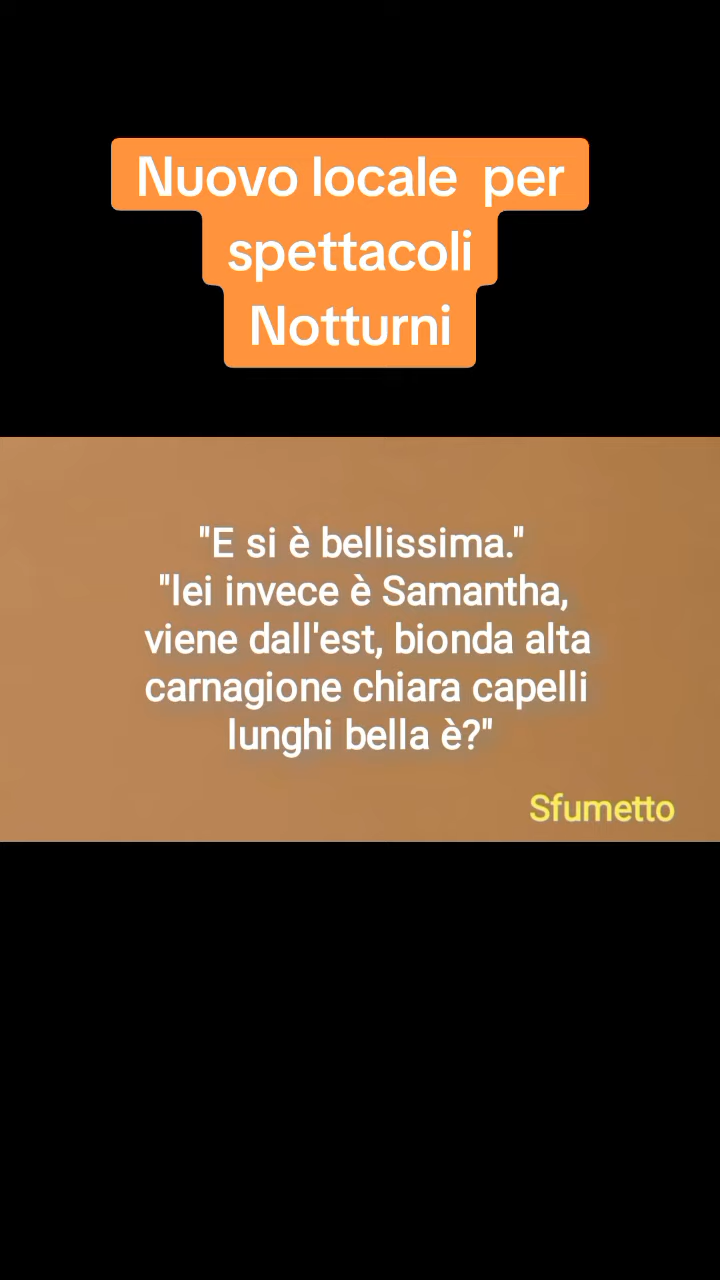 Nuovo locale per
spettacoli
Notturni
"E si è bellissima."
"lei invece è Samantha,
viene dall'est, bionda alta
carnagione chiara capelli
lunghi bella è?"
Sfumetto